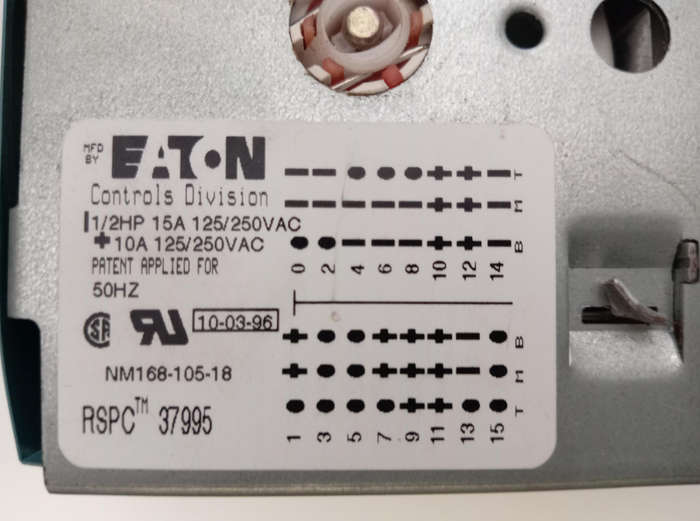 MFD
BY
EATON
Controls Division
1/2HP 15A 125/250VAC
+ 10A 125/250VAC
PATENT APPLIED FOR
50HZ
10-03-96
NM168-105-18
RSPC™ 37995
T
M
B
0 2 4 6 8 10 12 14
B
M
T
1 3 5 7 9 11 13 15